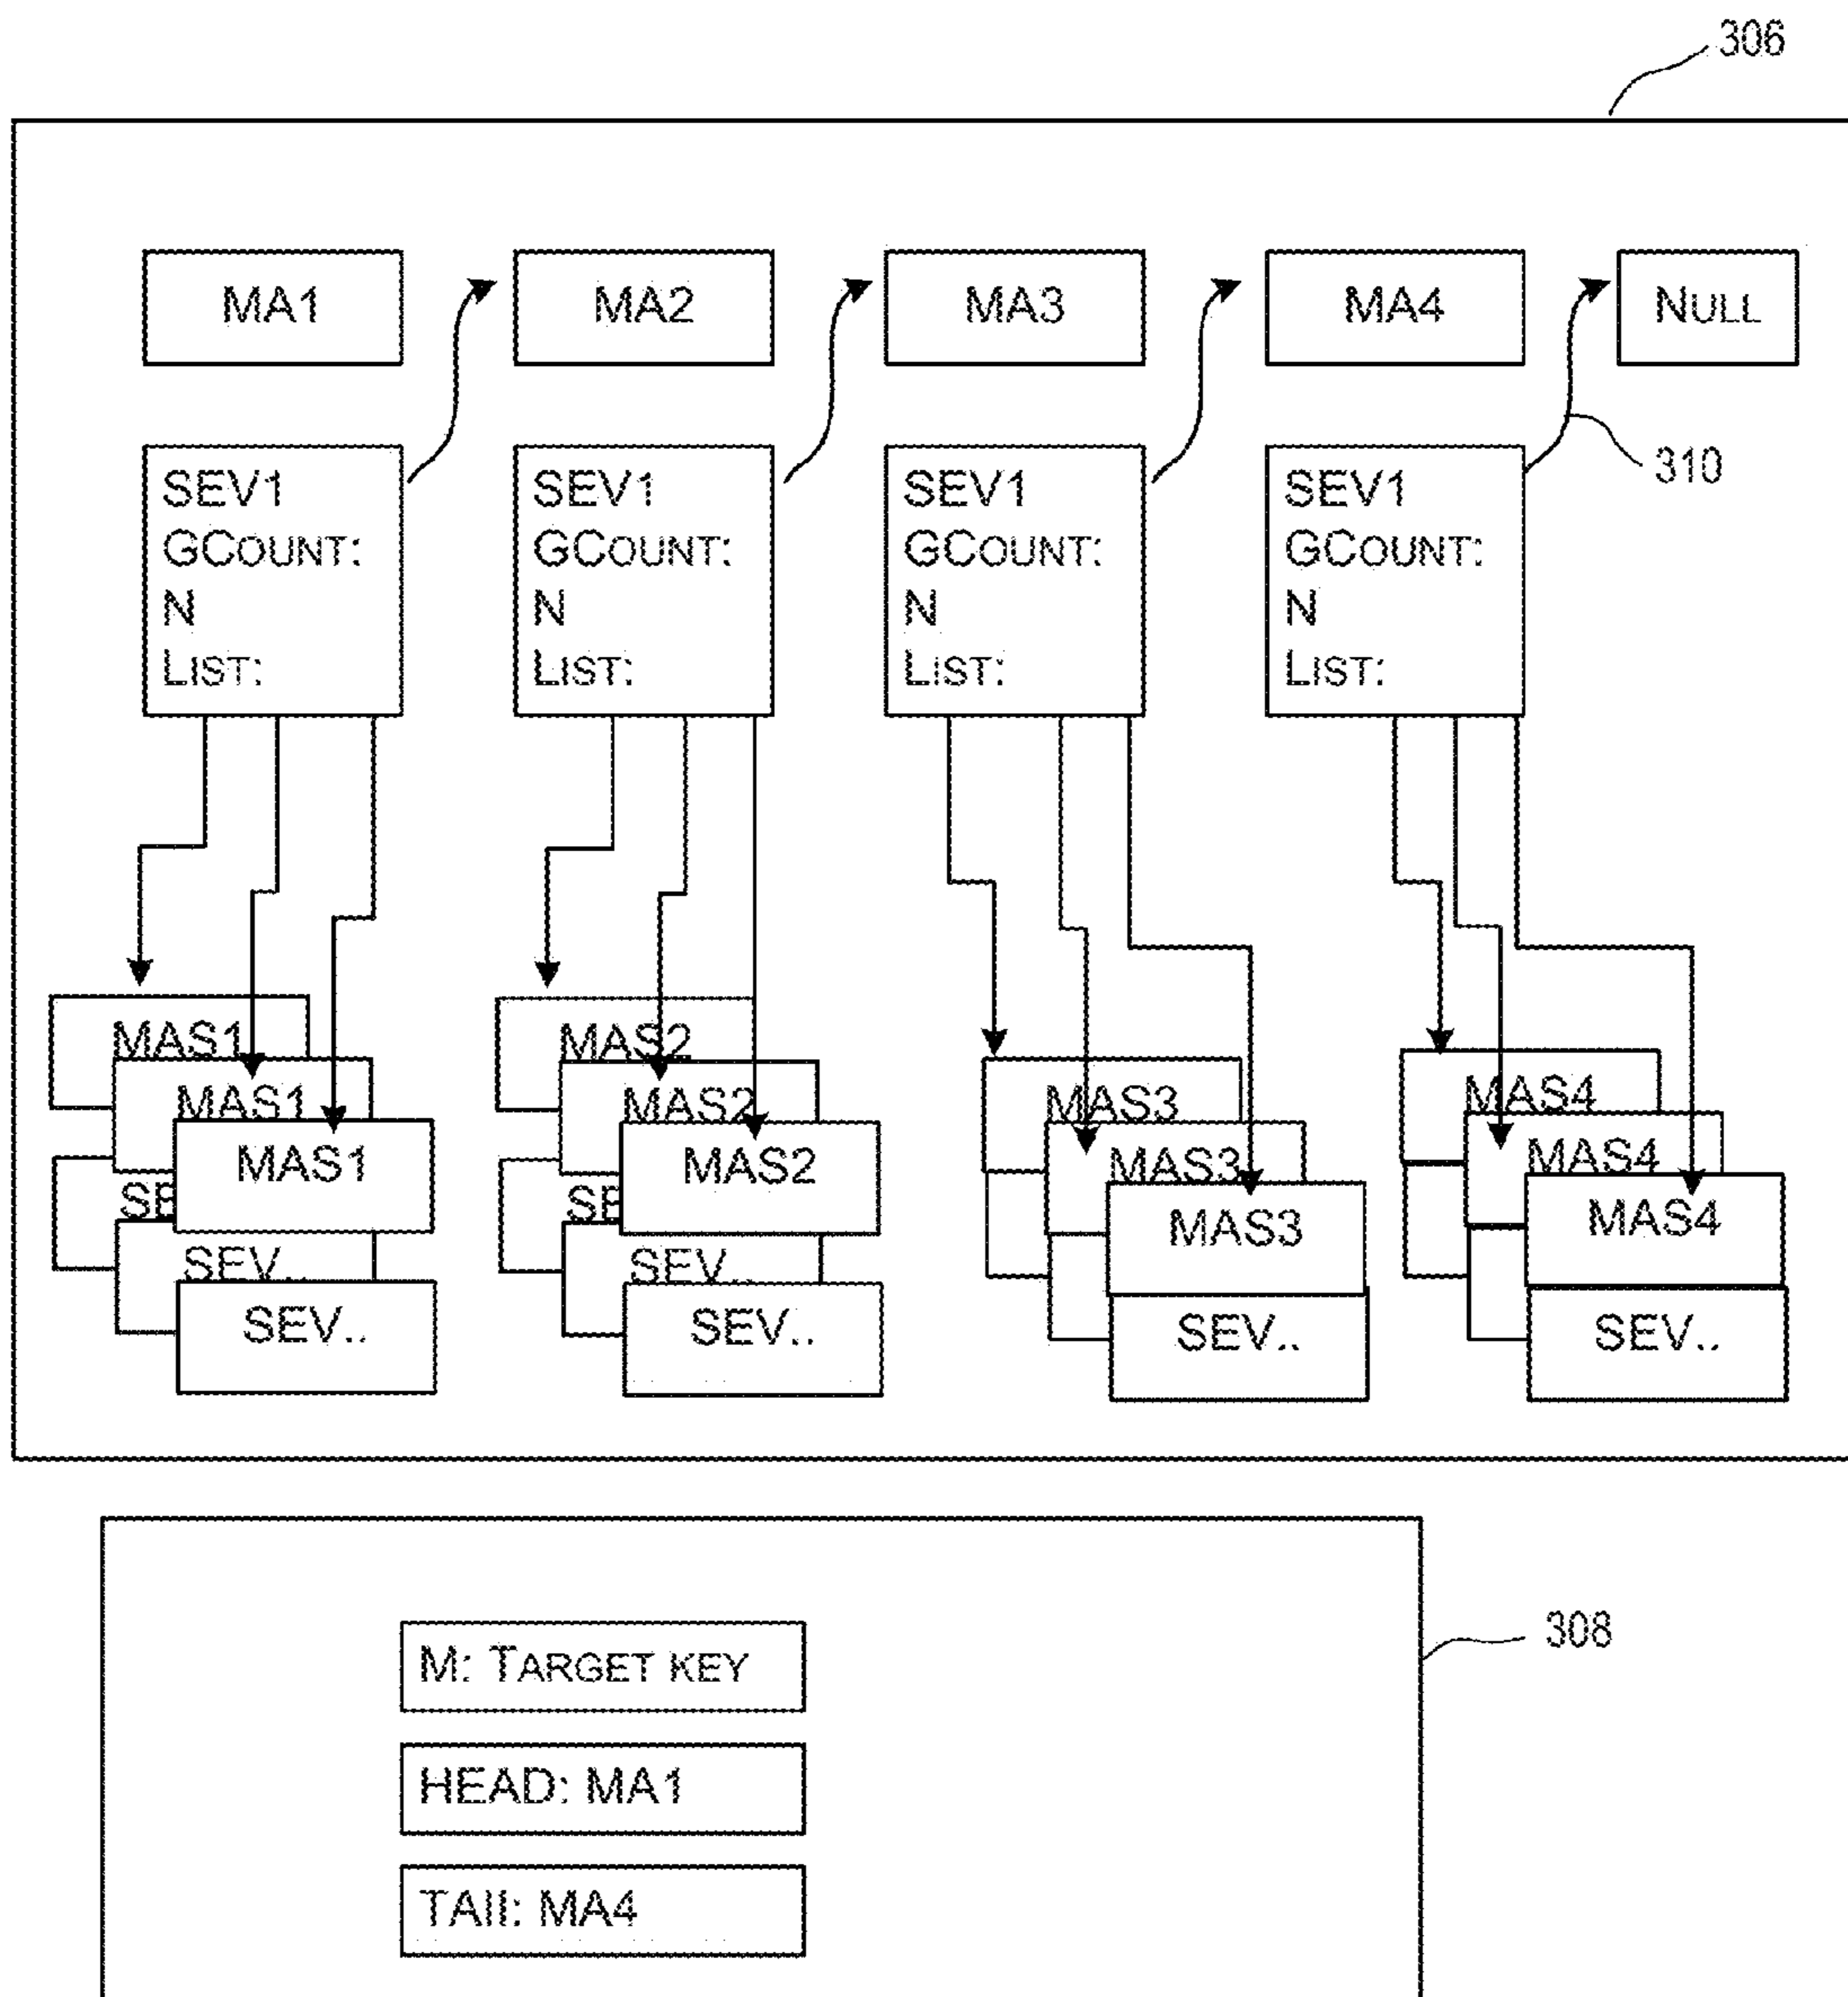 306
MA1
MA2
MA3
MA4
NULL
SEV1
GCOUNT:
N
LIST:
SEV1
GCOUNT:
N
LIST:
SEV1
GCOUNT:
N
LIST:
SEV1
GCOUNT:
N
LIST:
310
MAS1
MAS1
MAS1
SE
SEV..
SEV..
MAS2
MAS2
MAS2
SE
SEV..
SEV..
MAS3
MAS3
MAS3
SEV..
MAS4
MAS4
MAS4
SEV..
308
M: TARGET KEY
HEAD: MA1
TAIl: MA4